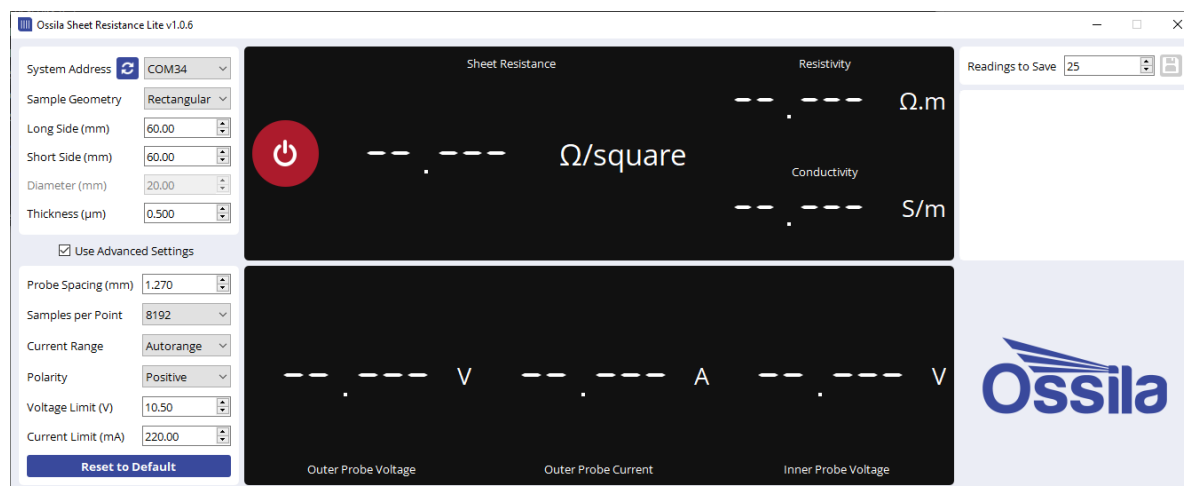 Ossila Sheet Resistance Lite v1.0.6
System Address COM34
Sample Geometry Rectangular
Long Side (mm) 60.00
Short Side (mm) 60.00
Diameter (mm) 20.00
Thickness (µm) 0.500
Use Advanced Settings
Probe Spacing (mm) 1.270
Samples per Point 8192
Current Range Autorange
Polarity Positive
Voltage Limit (V) 10.50
Current Limit (mA) 220.00
Reset to Default
Sheet Resistance
--.--- Ω/square
Resistivity
--.--- Ω.m
Conductivity
--.--- S/m
--.--- V
--.--- A
--.--- V
Outer Probe Voltage
Outer Probe Current
Inner Probe Voltage
Readings to Save 25
Ossila